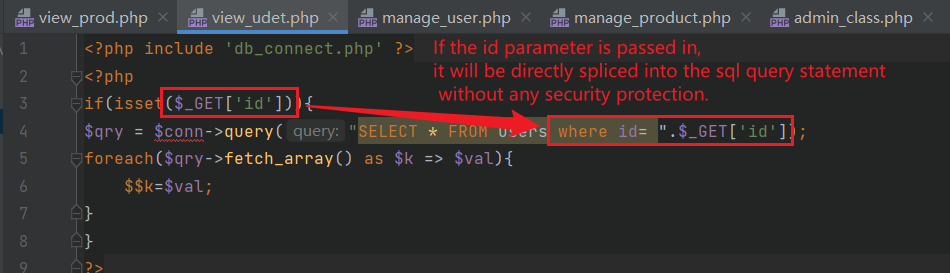 view_prod.php × view_udet.php × manage_user.php × manage_product.php × admin_class.php ×
1 <?php include 'db_connect.php' ?>
If the id parameter is passed in,
2 <?php
it will be directly spliced into the sql query statement
without any security protection.
3 if(isset($_GET['id'])){
4 $qry = $conn->query( query: "SELECT * FROM users where id= ".$_GET['id']);
5 foreach($qry->fetch_array() as $k => $val){
6 $$k=$val;
7 }
8 }
9 ?>